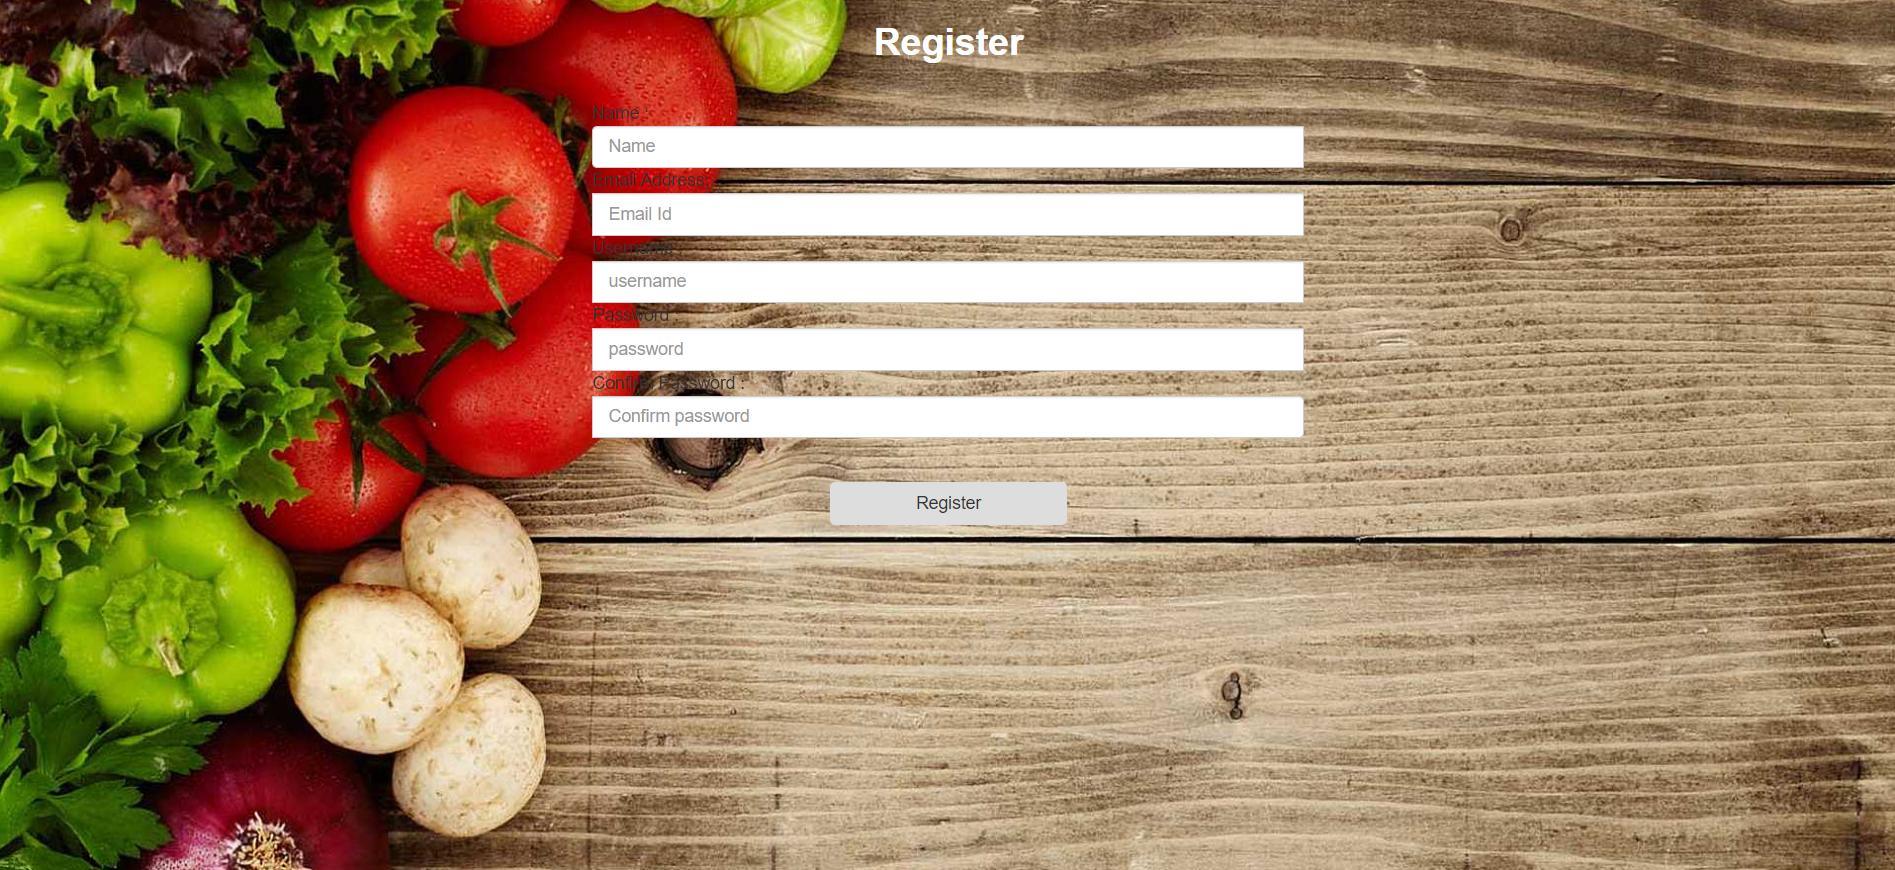 Register
Name :
Name
Email Address:
Email Id
Username :
username
Password :
password
Confirm Password :
Confirm password
Register